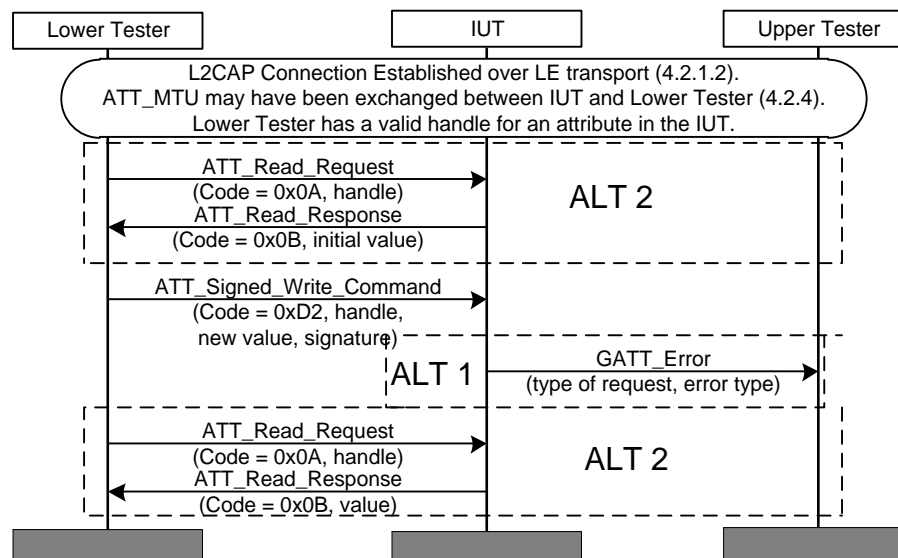 Lower Tester
IUT
Upper Tester
L2CAP Connection Established over LE transport (4.2.1.2).
ATT_MTU may have been exchanged between IUT and Lower Tester (4.2.4).
Lower Tester has a valid handle for an attribute in the IUT.
ATT_Read_Request
(Code = 0x0A, handle)
ATT_Read_Response
(Code = 0x0B, initial value)
ALT 2
ATT_Signed_Write_Command
(Code = 0xD2, handle,
new value, signature)
ALT 1
GATT_Error
(type of request, error type)
ATT_Read_Request
(Code = 0x0A, handle)
ATT_Read_Response
(Code = 0x0B, value)
ALT 2